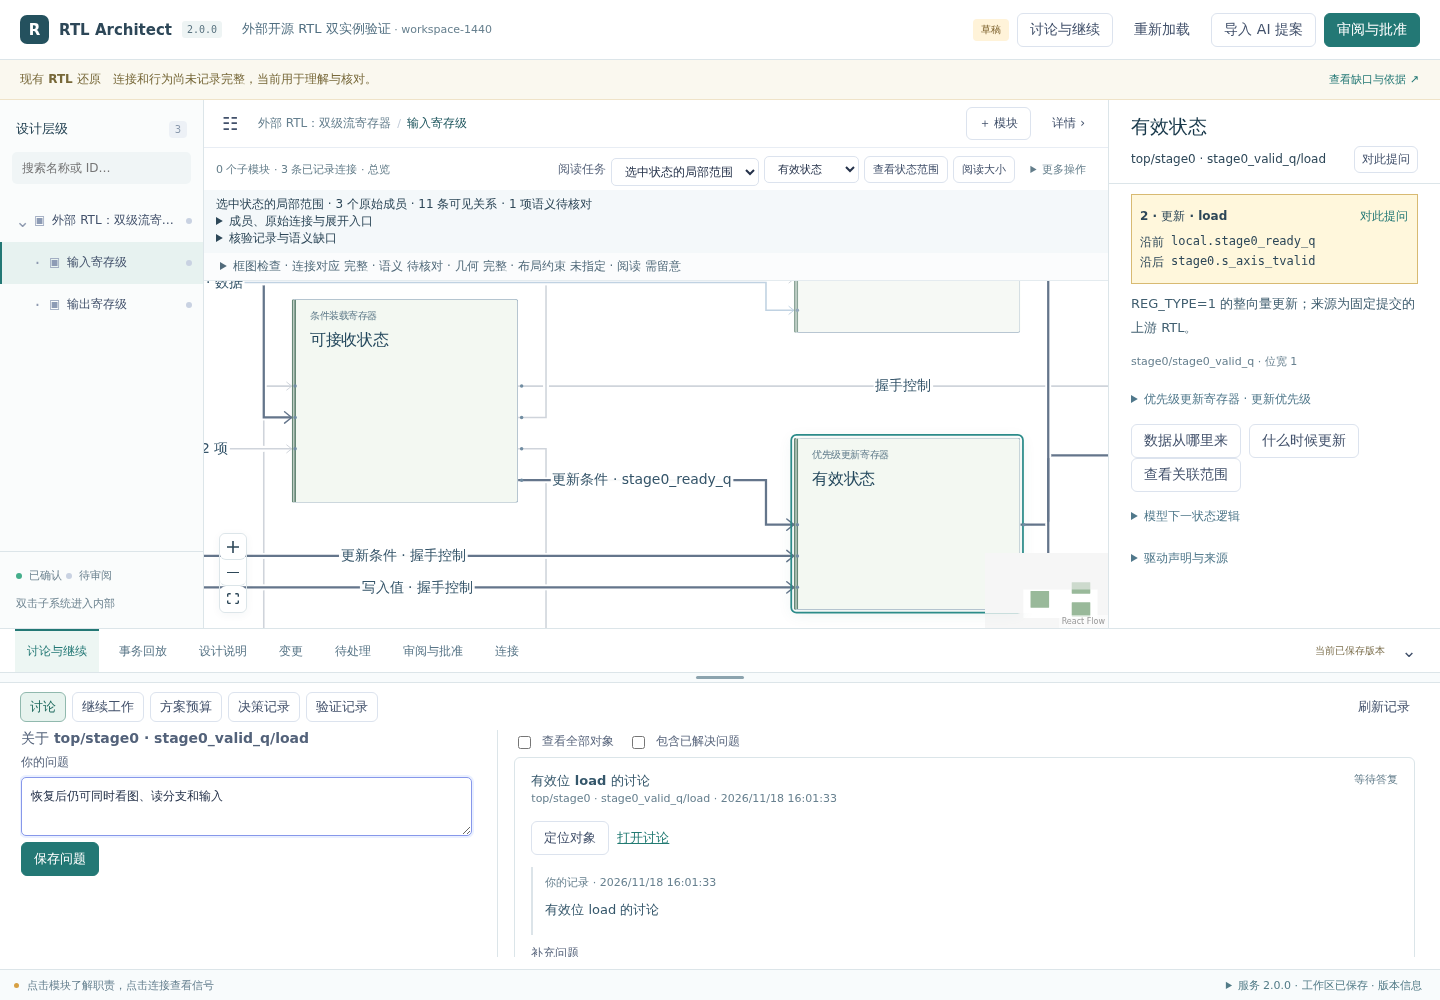 R RTL Architect 2.0.0 外部开源 RTL 双实例验证 · workspace-1440 草稿 讨论与继续 重新加载 导入 AI 提案 审阅与批准
现有 RTL 还原 连接和行为尚未记录完整，当前用于理解与核对。 查看缺口与依据 ↗
设计层级 3
搜索名称或 ID...
外部 RTL：双级流寄...
输入寄存级
输出寄存级
已确认 待审阅
双击子系统进入内部
外部 RTL：双级流寄存器 / 输入寄存级 ＋ 模块 详情 ›
0 个子模块 · 3 条已记录连接 · 总览 阅读任务 选中状态的局部范围 有效状态 查看状态范围 阅读大小 ▶ 更多操作
选中状态的局部范围 · 3 个原始成员 · 11 条可见关系 · 1 项语义待核对
▶ 成员、原始连接与展开入口
▶ 核验记录与语义缺口
▶ 框图检查 · 连接对应 完整 · 语义 待核对 · 几何 完整 · 布局约束 未指定 · 阅读 需留意
· 数据
条件装载寄存器
可接收状态
握手控制
2 项
更新条件 · stage0_ready_q
优先级更新寄存器
有效状态
更新条件 · 握手控制
写入值 · 握手控制
React Flow
有效状态
top/stage0 · stage0_valid_q/load 对此提问
2 · 更新 · load 对此提问
沿前 local.stage0_ready_q
沿后 stage0.s_axis_tvalid
REG_TYPE=1 的整向量更新；来源为固定提交的
上游 RTL。
stage0/stage0_valid_q · 位宽 1
▶ 优先级更新寄存器 · 更新优先级
数据从哪里来 什么时候更新
查看关联范围
▶ 模型下一状态逻辑
▶ 驱动声明与来源
讨论与继续 事务回放 设计说明 变更 待处理 审阅与批准 连接 当前已保存版本
讨论 继续工作 方案预算 决策记录 验证记录 刷新记录
关于 top/stage0 · stage0_valid_q/load
你的问题
恢复后仍可同时看图、读分支和输入
保存问题
查看全部对象 包含已解决问题
有效位 load 的讨论 等待答复
top/stage0 · stage0_valid_q/load · 2026/11/18 16:01:33
定位对象 打开讨论
你的记录 · 2026/11/18 16:01:33
有效位 load 的讨论
补充问题
点击模块了解职责，点击连接查看信号 ▶ 服务 2.0.0 · 工作区已保存 · 版本信息